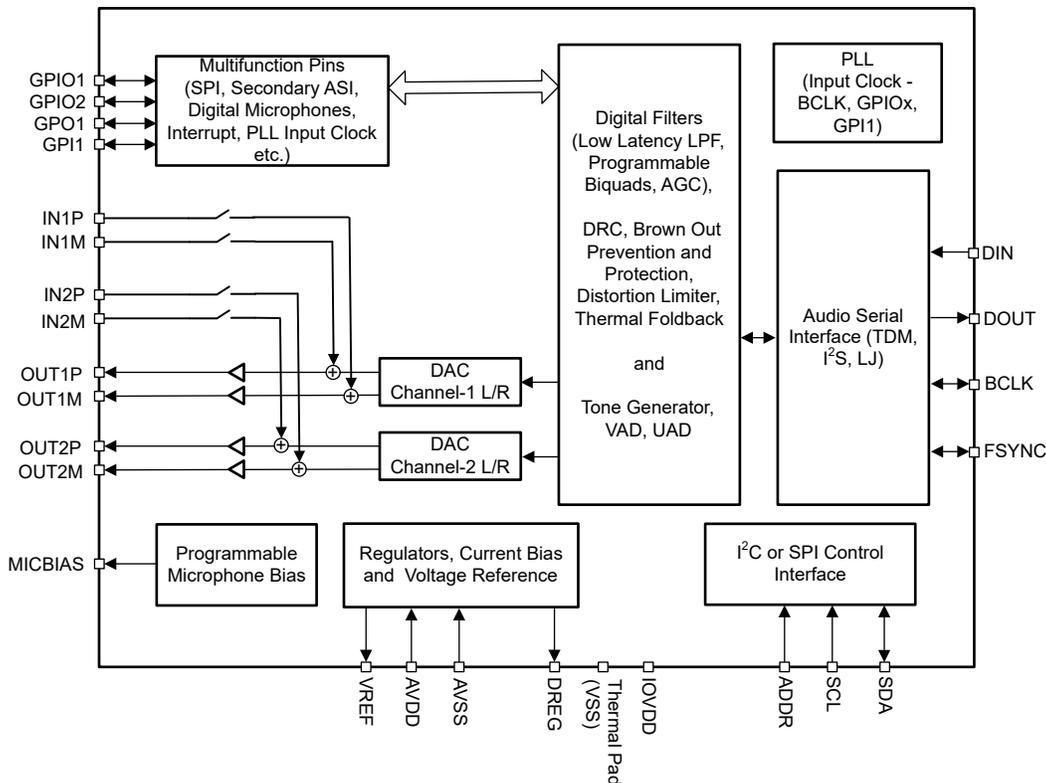 GPIO1
GPIO2
GPO1
GPI1
Multifunction Pins
(SPI, Secondary ASI,
Digital Microphones,
Interrupt, PLL Input Clock
etc.)
Digital Filters
(Low Latency LPF,
Programmable
Biquads, AGC),
DRC, Brown Out
Prevention and
Protection,
Distortion Limiter,
Thermal Foldback
and
Tone Generator,
VAD, UAD
PLL
(Input Clock -
BCLK, GPIOx,
GPI1)
IN1P
IN1M
IN2P
IN2M
OUT1P
OUT1M
OUT2P
OUT2M
DAC
Channel-1 L/R
DAC
Channel-2 L/R
Audio Serial
Interface (TDM,
I²S, LJ)
DIN
DOUT
BCLK
FSYNC
MICBIAS
Programmable
Microphone Bias
Regulators, Current Bias
and Voltage Reference
I²C or SPI Control
Interface
VREF
AVDD
AVSS
DREG
Thermal Pad
(VSS)
IOVDD
ADDR
SCL
SDA